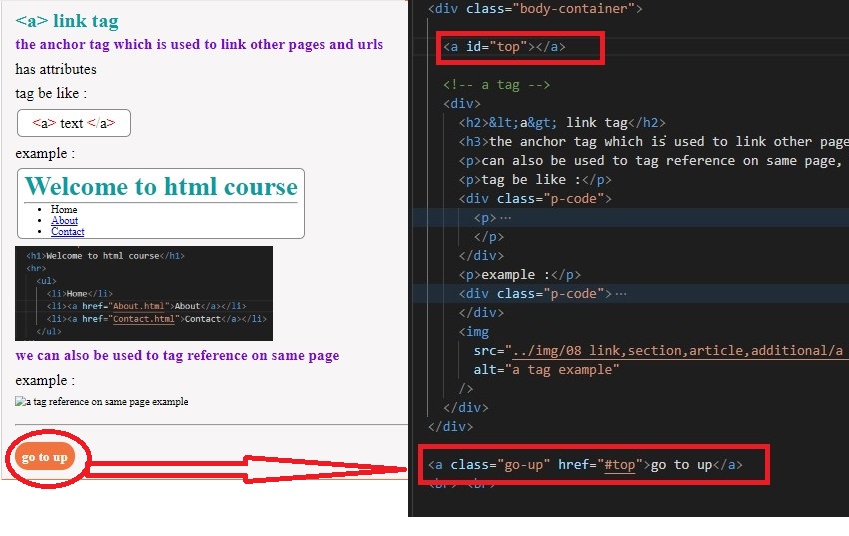 <a> link tag
the anchor tag which is used to link other pages and urls
has attributes
tag be like :
<a> text </a>
example :
Welcome to html course
Home
About
Contact
<h1>Welcome to html course</h1>
<hr>
<ul>
<li>Home</li>
<li><a href="About.html">About</a></li>
<li><a href="Contact.html">Contact</a></li>
</ul>
we can also be used to tag reference on same page
example :
a tag reference on same page example
go to up
<div class="body-container">
<a id="top"></a>
<!-- a tag -->
<div>
<h2>&lt;a&gt; link tag</h2>
<h3>the anchor tag which is used to link other page
<p>can also be used to tag reference on same page,
<p>tag be like :</p>
<div class="p-code">
<p>···
</p>
</div>
<p>example :</p>
<div class="p-code">···
</div>
<img
src="../img/08 link,section,article,additional/a
alt="a tag example"
/>
</div>
</div>
<a class="go-up" href="#top">go to up</a>
<br> <br>